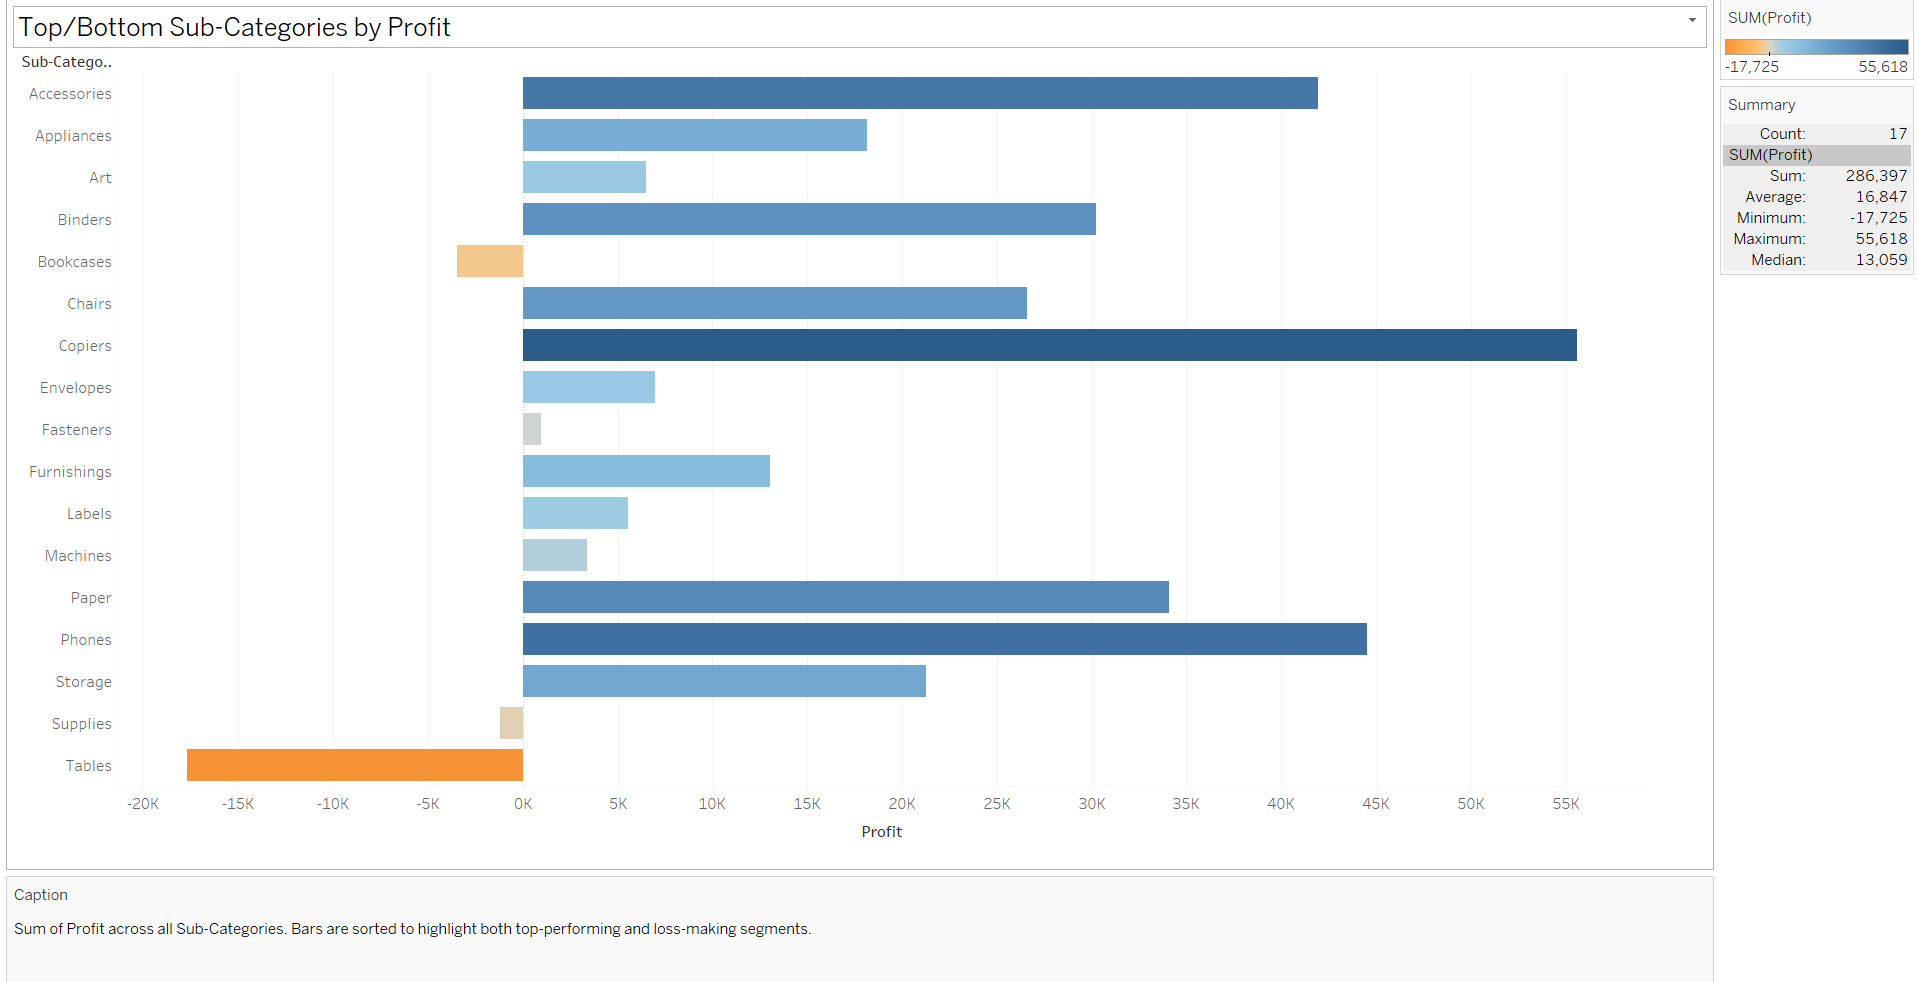 Top/Bottom Sub-Categories by Profit
Sub-Catego..
Accessories
Appliances
Art
Binders
Bookcases
Chairs
Copiers
Envelopes
Fasteners
Furnishings
Labels
Machines
Paper
Phones
Storage
Supplies
Tables
-20K -15K -10K -5K 0K 5K 10K 15K 20K 25K 30K 35K 40K 45K 50K 55K
Profit
Caption
Sum of Profit across all Sub-Categories. Bars are sorted to highlight both top-performing and loss-making segments.
SUM(Profit)
-17,725 55,618
Summary
Count: 17
SUM(Profit)
Sum: 286,397
Average: 16,847
Minimum: -17,725
Maximum: 55,618
Median: 13,059